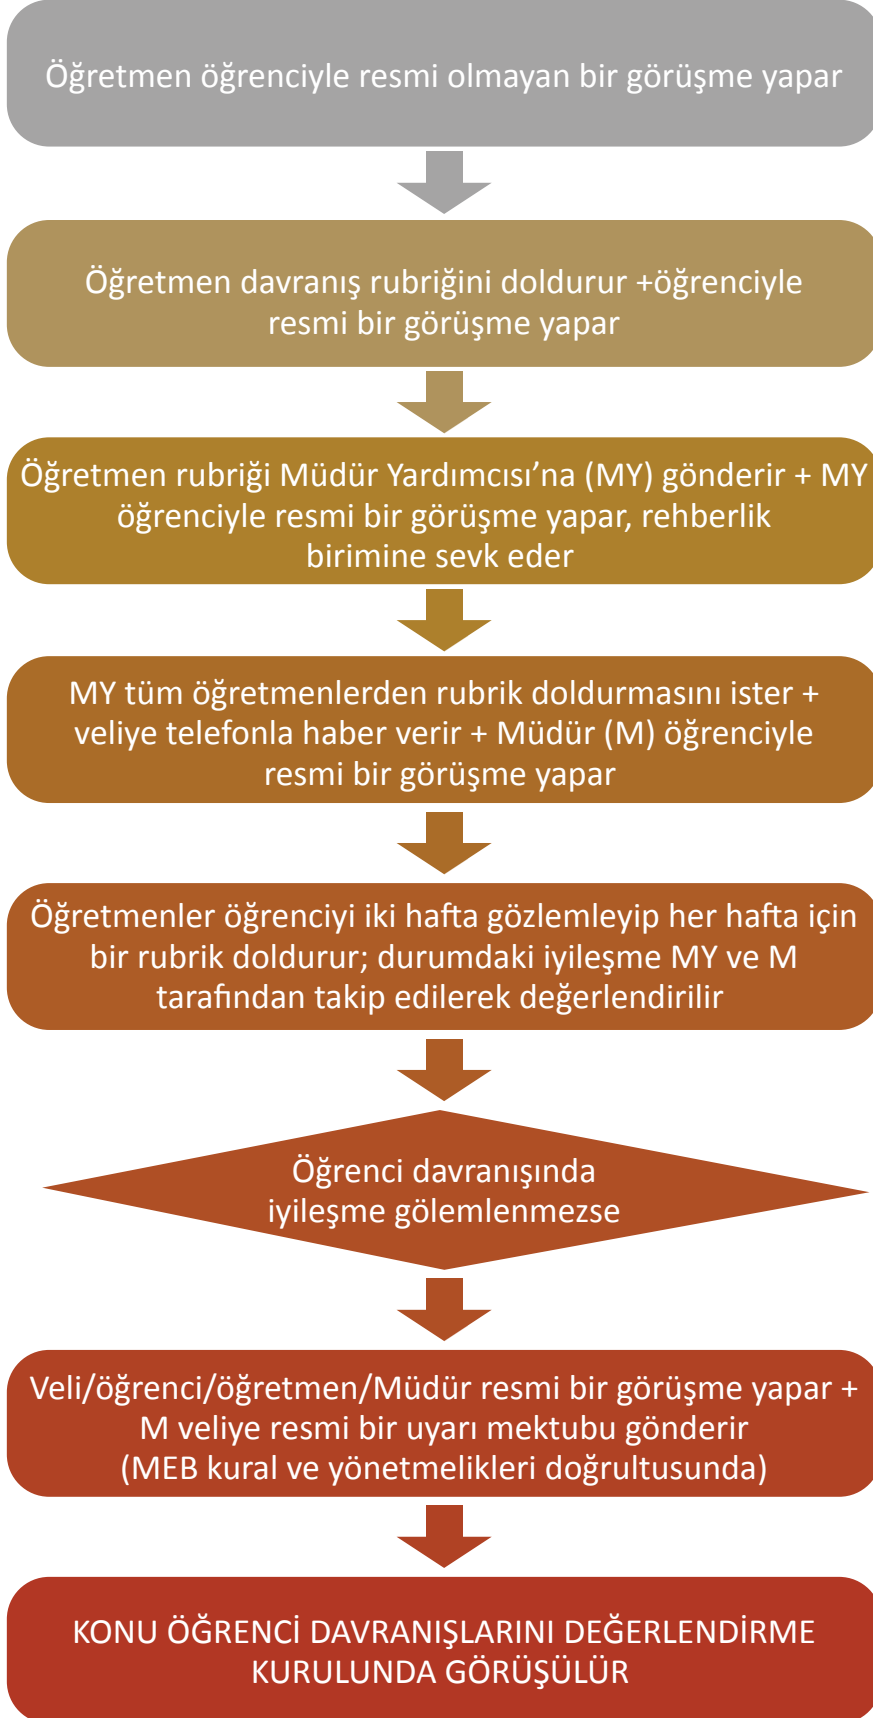 Öğretmen öğrenciyle resmi olmayan bir görüşme yapar
Öğretmen davranış rubriğini doldurur +öğrenciyle
resmi bir görüşme yapar
Öğretmen rubriği Müdür Yardımcısı’na (MY) gönderir + MY
öğrenciyle resmi bir görüşme yapar, rehberlik
birimine sevk eder
MY tüm öğretmenlerden rubrik doldurmasını ister +
veliye telefonla haber verir + Müdür (M) öğrenciyle
resmi bir görüşme yapar
Öğretmenler öğrenciyi iki hafta gözlemleyip her hafta için
bir rubrik doldurur; durumdaki iyileşme MY ve M
tarafından takip edilerek değerlendirilir
Öğrenci davranışında
iyileşme gölemlenmezse
Veli/öğrenci/öğretmen/Müdür resmi bir görüşme yapar +
M veliye resmi bir uyarı mektubu gönderir
(MEB kural ve yönetmelikleri doğrultusunda)
KONU ÖĞRENCİ DAVRANIŞLARINI DEĞERLENDİRME
KURULUNDA GÖRÜŞÜLÜR